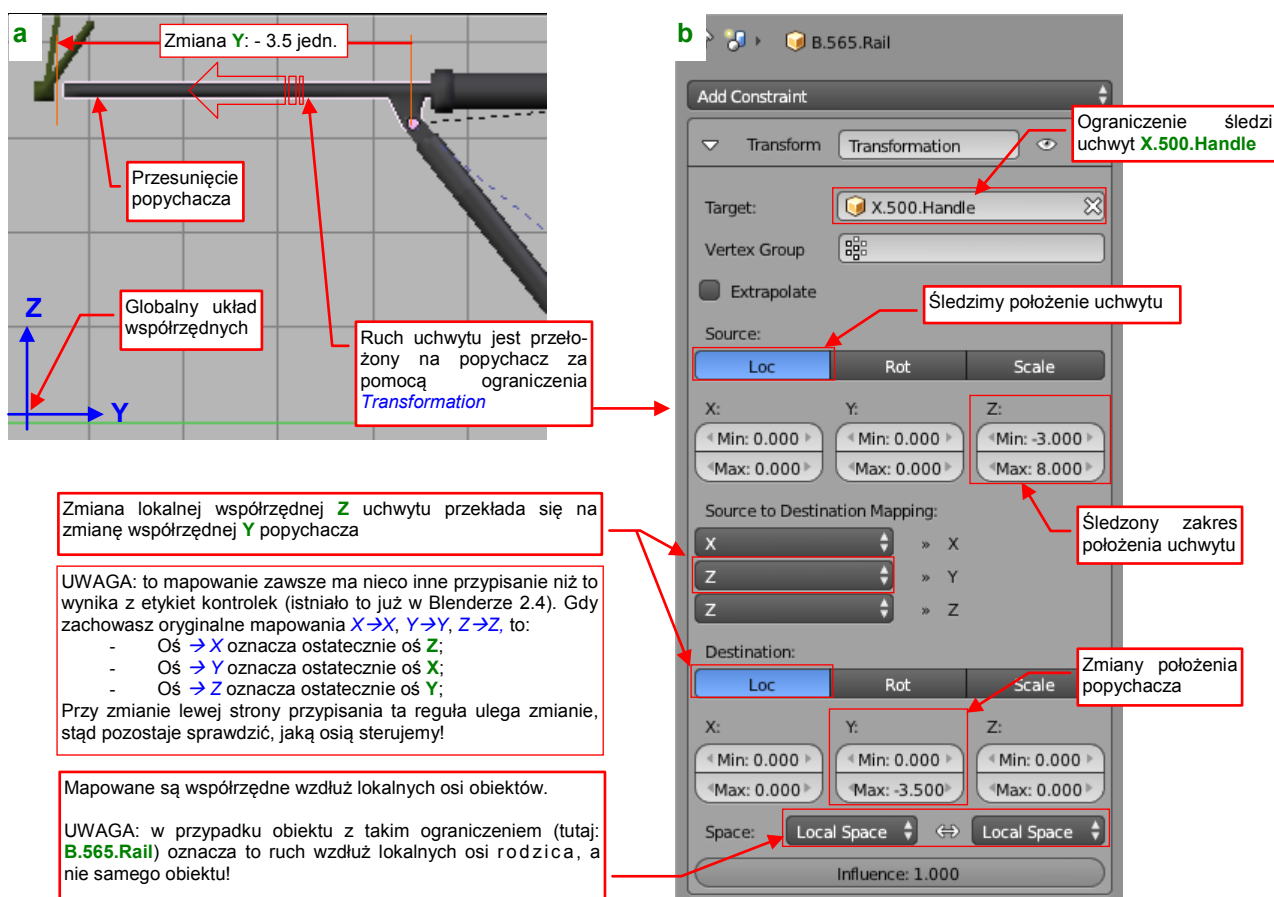 a
Zmiana Y: - 3.5 jedn.
Przesunięcie
popychacza
Globalny układ
współrzędnych
Z
Y
Ruch uchwytu jest przeło-
żony na popychacz za
pomocą ograniczenia
Transformation
Zmiana lokalnej współrzędnej Z uchwytu przekłada się na
zmianę współrzędnej Y popychacza
UWAGA: to mapowanie zawsze ma nieco inne przypisanie niż to
wynika z etykiet kontrolek (istniało to już w Blenderze 2.4). Gdy
zachowasz oryginalne mapowania X→X, Y→Y, Z→Z, to:
- Oś → X oznacza ostatecznie oś Z;
- Oś → Y oznacza ostatecznie oś X;
- Oś → Z oznacza ostatecznie oś Y;
Przy zmianie lewej strony przypisania ta reguła ulega zmianie,
stąd pozostaje sprawdzić, jaką osią sterujemy!
Mapowane są współrzędne wzdłuż lokalnych osi obiektów.
UWAGA: w przypadku obiektu z takim ograniczeniem (tutaj:
B.565.Rail) oznacza to ruch wzdłuż lokalnych osi rodzica, a
nie samego obiektu!
b
B.565.Rail
Add Constraint
Ograniczenie śledzi
uchwyt X.500.Handle
Transform Transformation
Target: X.500.Handle
Vertex Group
Extrapolate
Śledzimy położenie uchwytu
Source:
Loc Rot Scale
X: Y: Z:
Min: 0.000 Min: 0.000 Min: -3.000
Max: 0.000 Max: 0.000 Max: 8.000
Source to Destination Mapping:
Śledzony zakres
położenia uchwytu
X » X
Z » Y
Z » Z
Destination:
Zmiany położenia
popychacza
Loc Rot Scale
X: Y: Z:
Min: 0.000 Min: 0.000 Min: 0.000
Max: 0.000 Max: -3.500 Max: 0.000
Space: Local Space Local Space
Influence: 1.000